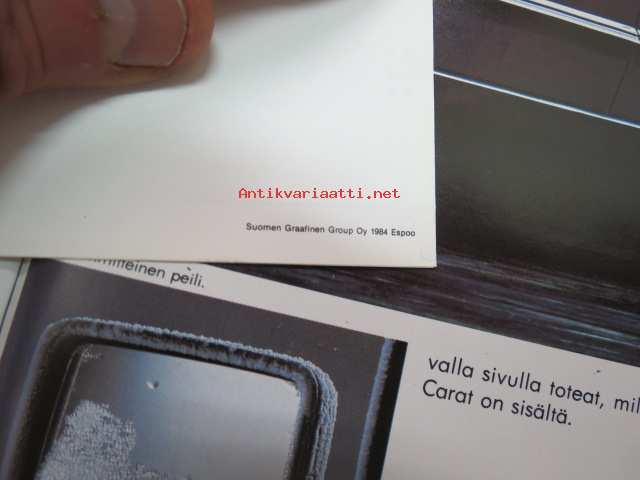 Antikvariaatti.net
Suomen Graafinen Group Oy 1984 Espoo
peili.
valla sivulla toteat, mil
Carat on sisältä.